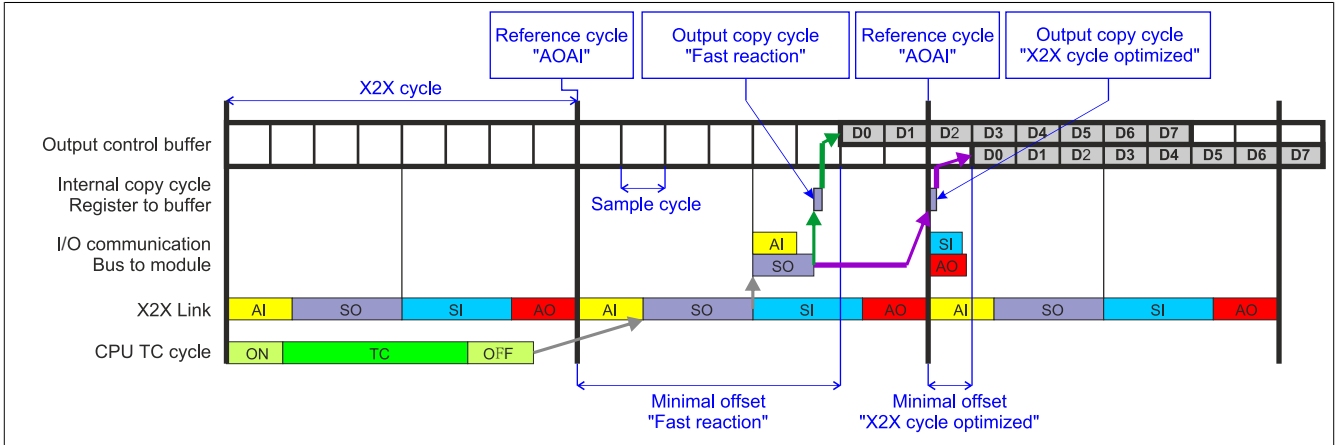 Reference cycle
"AOAI"
Output copy cycle
"Fast reaction"
Reference cycle
"AOAI"
Output copy cycle
"X2X cycle optimized"
X2X cycle
Output control buffer
D0 D1 D2 D3 D4 D5 D6 D7
D0 D1 D2 D3 D4 D5 D6 D7
Internal copy cycle
Register to buffer
Sample cycle
I/O communication
Bus to module
AI SI
SO AO
X2X Link
AI SO SI AO AI SO SI AO AI SO SI AO
CPU TC cycle
ON TC OFF
Minimal offset
"Fast reaction"
Minimal offset
"X2X cycle optimized"